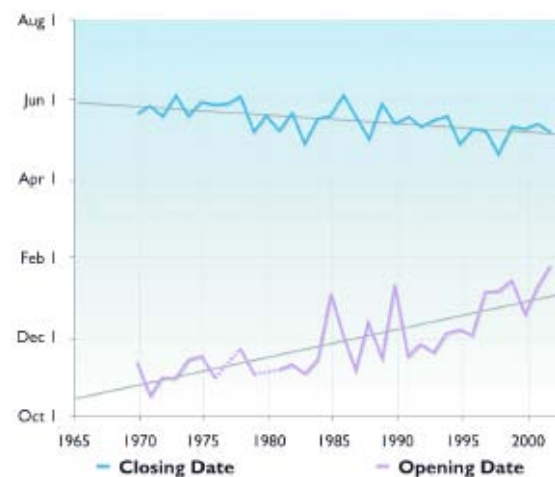 Aug 1
Jun 1
Apr 1
Feb 1
Dec 1
Oct 1
1965 1970 1975 1980 1985 1990 1995 2000
Closing Date Opening Date